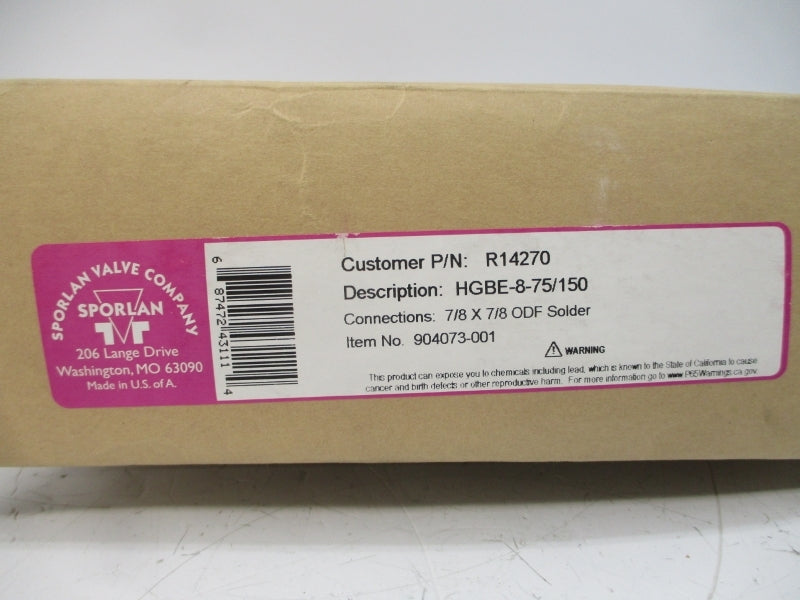 SPORLAN VALVE COMPANY
SPORLAN
206 Lange Drive
Washington, MO 63090
Made in U.S. of A.
6 87472 43111 4
Customer P/N: R14270
Description: HGBE-8-75/150
Connections: 7/8 X 7/8 ODF Solder
Item No. 904073-001
WARNING
This product can expose you to chemicals including lead, which is known to the State of California to cause
cancer and birth defects or other reproductive harm. For more information go to www.P65Warnings.ca.gov.